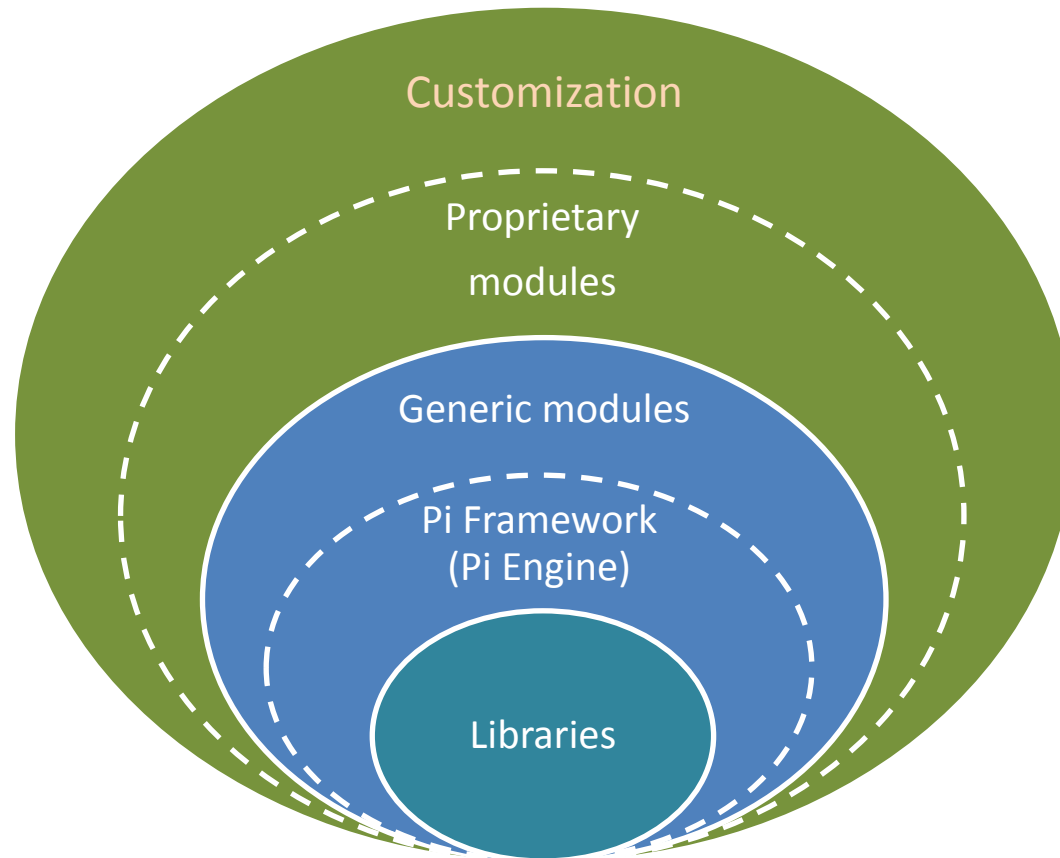 Customization
Proprietary
modules
Generic modules
Pi Framework
(Pi Engine)
Libraries